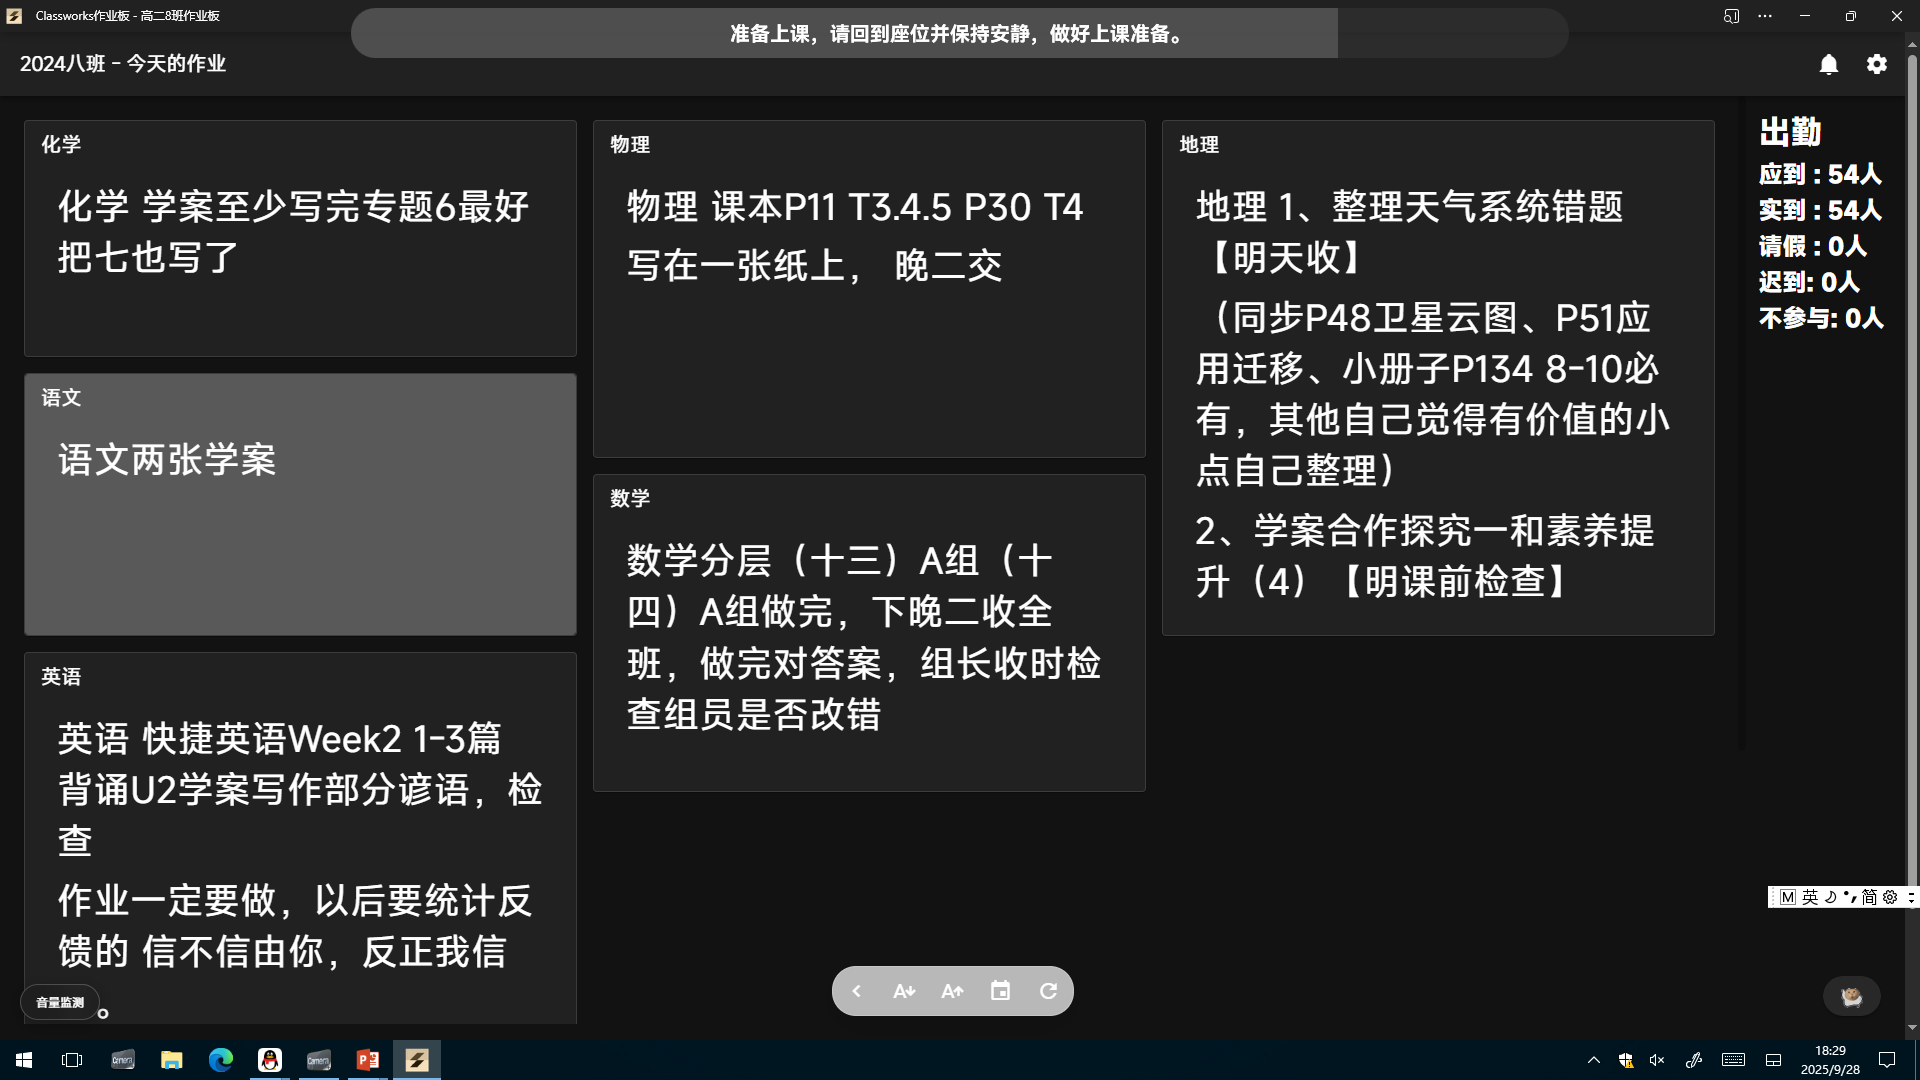 Classworks作业板 - 高二8班作业板
准备上课，请回到座位并保持安静，做好上课准备。
2024八班 - 今天的作业
化学
化学 学案至少写完专题6最好
把七也写了
语文
语文两张学案
英语
英语 快捷英语Week2 1-3篇
背诵U2学案写作部分谚语，检
查
作业一定要做，以后要统计反
馈的 信不信由你，反正我信
。
物理
物理 课本P11 T3.4.5 P30 T4
写在一张纸上， 晚二交
数学
数学分层（十三）A组（十
四）A组做完，下晚二收全
班，做完对答案，组长收时检
查组员是否改错
地理
地理 1、整理天气系统错题
【明天收】
（同步P48卫星云图、P51应
用迁移、小册子P134 8-10必
有，其他自己觉得有价值的小
点自己整理）
2、学案合作探究一和素养提
升（4）【明课前检查】
出勤
应到 : 54人
实到 : 54人
请假 : 0人
迟到: 0人
不参与: 0人
音量监测
M 英 简
18:29
2025/9/28